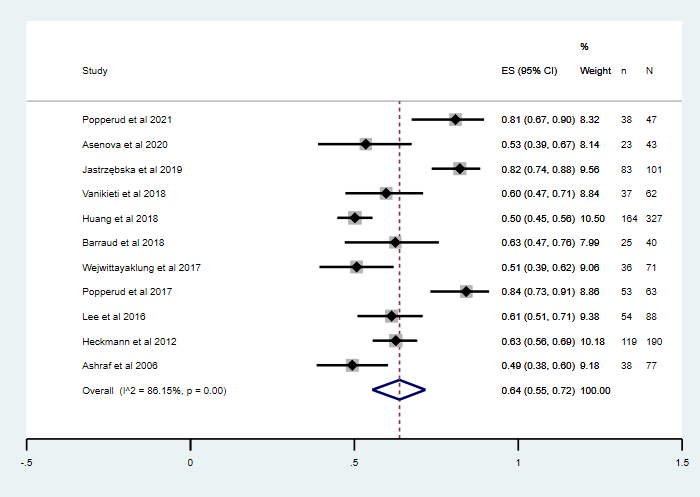 %
Study ES (95% CI) Weight n N
Popperud et al 2021 0.81 (0.67, 0.90) 8.32 38 47
Asenova et al 2020 0.53 (0.39, 0.67) 8.14 23 43
Jastrzębska et al 2019 0.82 (0.74, 0.88) 9.56 83 101
Vanikieti et al 2018 0.60 (0.47, 0.71) 8.84 37 62
Huang et al 2018 0.50 (0.45, 0.56) 10.50 164 327
Barraud et al 2018 0.63 (0.47, 0.76) 7.99 25 40
Wejwittayaklung et al 2017 0.51 (0.39, 0.62) 9.06 36 71
Popperud et al 2017 0.84 (0.73, 0.91) 8.86 53 63
Lee et al 2016 0.61 (0.51, 0.71) 9.38 54 88
Heckmann et al 2012 0.63 (0.56, 0.69) 10.18 119 190
Ashraf et al 2006 0.49 (0.38, 0.60) 9.18 38 77
Overall (I^2 = 86.15%, p = 0.00) 0.64 (0.55, 0.72) 100.00
-.5 0 .5 1 1.5